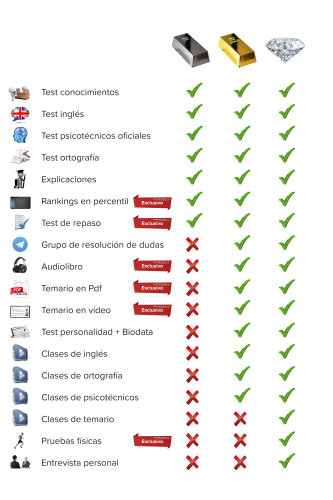 Test conocimientos
Test inglés
Test psicotécnicos oficiales
Test ortografía
Explicaciones
Rankings en percentil Exclusivo
Test de repaso Exclusivo
Grupo de resolución de dudas
Audiolibro Exclusivo
PDF Temario en Pdf Exclusivo
Temario en vídeo Exclusivo
Test personalidad + Biodata
Clases de inglés
Clases de ortografía
Clases de psicotécnicos
Clases de temario
Pruebas físicas Exclusivo
Entrevista personal